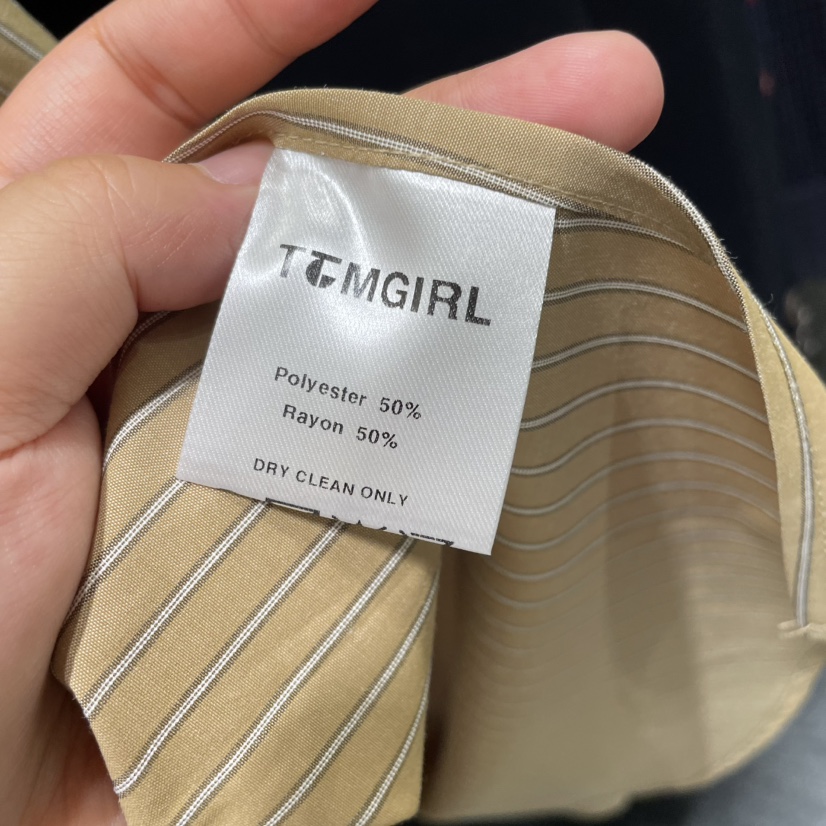 TCMGIRL
Polyester 50%
Rayon 50%
DRY CLEAN ONLY